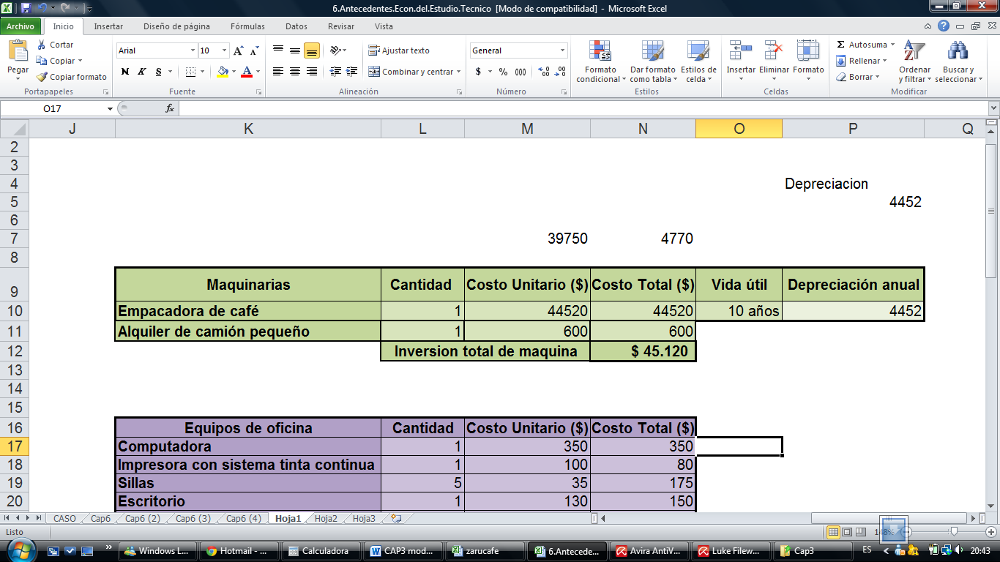 6.Antecedentes.Econ.del.Estudio.Tecnico [Modo de compatibilidad] - Microsoft Excel
Archivo Inicio Insertar Diseño de página Fórmulas Datos Revisar Vista
Pegar
Cortar
Copiar
Copiar formato
Portapapeles
Arial 10
N K S
Fuente
Ajustar texto
Combinar y centrar
Alineación
General
$ % 000
Número
Formato condicional
Dar formato como tabla
Estilos de celda
Estilos
Insertar Eliminar Formato
Celdas
Σ Autosuma
Rellenar
Borrar
Ordenar y filtrar
Buscar y seleccionar
Modificar
O17 fx
J K L M N O P Q
2
3
4 Depreciacion
5 4452
6
7 39750 4770
8
9 Maquinarias Cantidad Costo Unitario ($) Costo Total ($) Vida útil Depreciación anual
10 Empacadora de café 1 44520 44520 10 años 4452
11 Alquiler de camión pequeño 1 600 600
12 Inversion total de maquina $ 45.120
13
14
15
16 Equipos de oficina Cantidad Costo Unitario ($) Costo Total ($)
17 Computadora 1 350 350
18 Impresora con sistema tinta continua 1 100 80
19 Sillas 5 35 175
20 Escritorio 1 130 150
CASO Cap6 Cap6 (2) Cap6 (3) Cap6 (4) Hoja1 Hoja2 Hoja3
Listo 148%
Windows L... Hotmail - ... Calculadora CAP3 mod... zarucafe 6.Antecede... Avira AntiV... Luke Filew... Cap3 ES 20:43